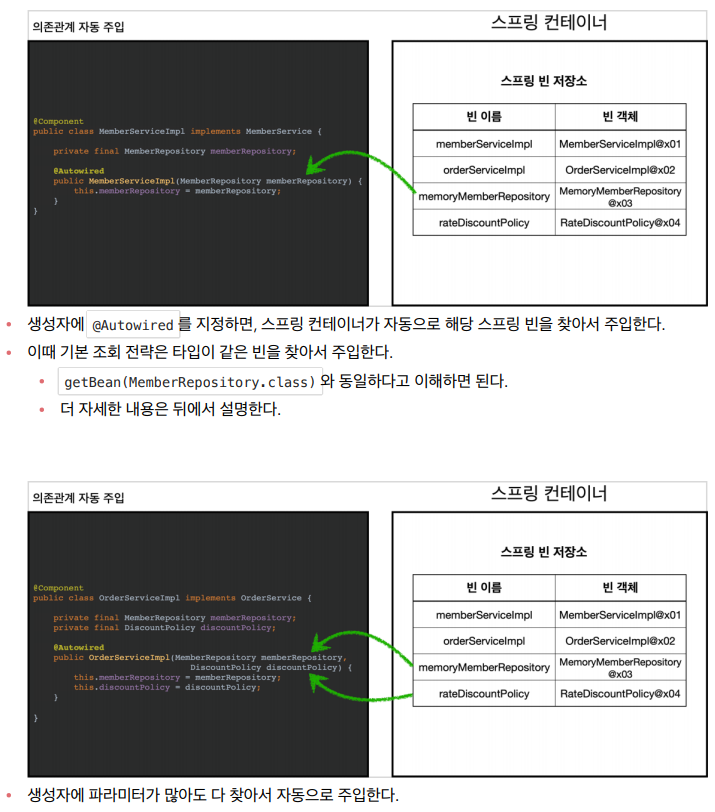 의존관계 자동 주입
스프링 컨테이너
@Component
public class MemberServiceImpl implements MemberService {
private final MemberRepository memberRepository;
@Autowired
public MemberServiceImpl(MemberRepository memberRepository) {
this.memberRepository = memberRepository;
}
}
스프링 빈 저장소
빈 이름 빈 객체
memberServiceImpl MemberServiceImpl@x01
orderServiceImpl OrderServiceImpl@x02
memoryMemberRepository MemoryMemberRepository
@x03
rateDiscountPolicy RateDiscountPolicy@x04
• 생성자에 @Autowired 를 지정하면, 스프링 컨테이너가 자동으로 해당 스프링 빈을 찾아서 주입한다.
• 이때 기본 조회 전략은 타입이 같은 빈을 찾아서 주입한다.
• getBean(MemberRepository.class) 와 동일하다고 이해하면 된다.
• 더 자세한 내용은 뒤에서 설명한다.
의존관계 자동 주입
스프링 컨테이너
@Component
public class OrderServiceImpl implements OrderService {
private final MemberRepository memberRepository;
private final DiscountPolicy discountPolicy;
@Autowired
public OrderServiceImpl(MemberRepository memberRepository,
DiscountPolicy discountPolicy) {
this.memberRepository = memberRepository;
this.discountPolicy = discountPolicy;
}
}
스프링 빈 저장소
빈 이름 빈 객체
memberServiceImpl MemberServiceImpl@x01
orderServiceImpl OrderServiceImpl@x02
memoryMemberRepository MemoryMemberRepository
@x03
rateDiscountPolicy RateDiscountPolicy@x04
• 생성자에 파라미터가 많아도 다 찾아서 자동으로 주입한다.